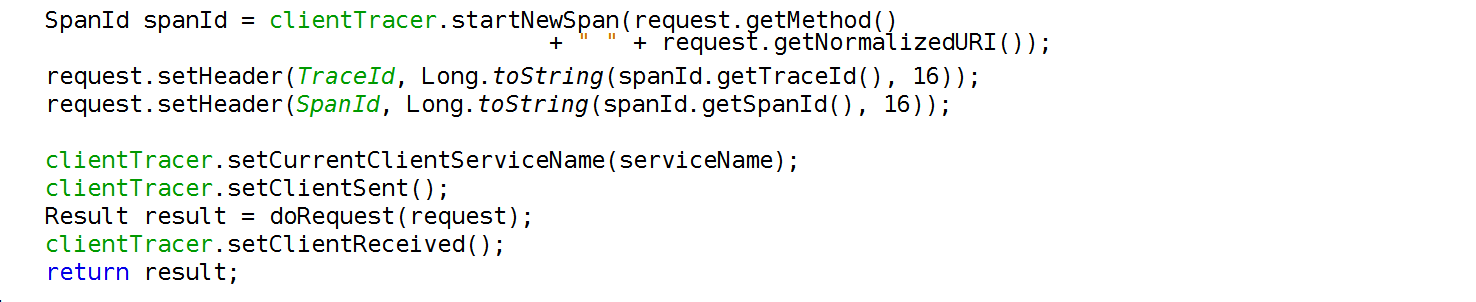 SpanId spanId = clientTracer.startNewSpan(request.getMethod()
+ " " + request.getNormalizedURI());
request.setHeader(TraceId, Long.toString(spanId.getTraceId(), 16));
request.setHeader(SpanId, Long.toString(spanId.getSpanId(), 16));
clientTracer.setCurrentClientServiceName(serviceName);
clientTracer.setClientSent();
Result result = doRequest(request);
clientTracer.setClientReceived();
return result;